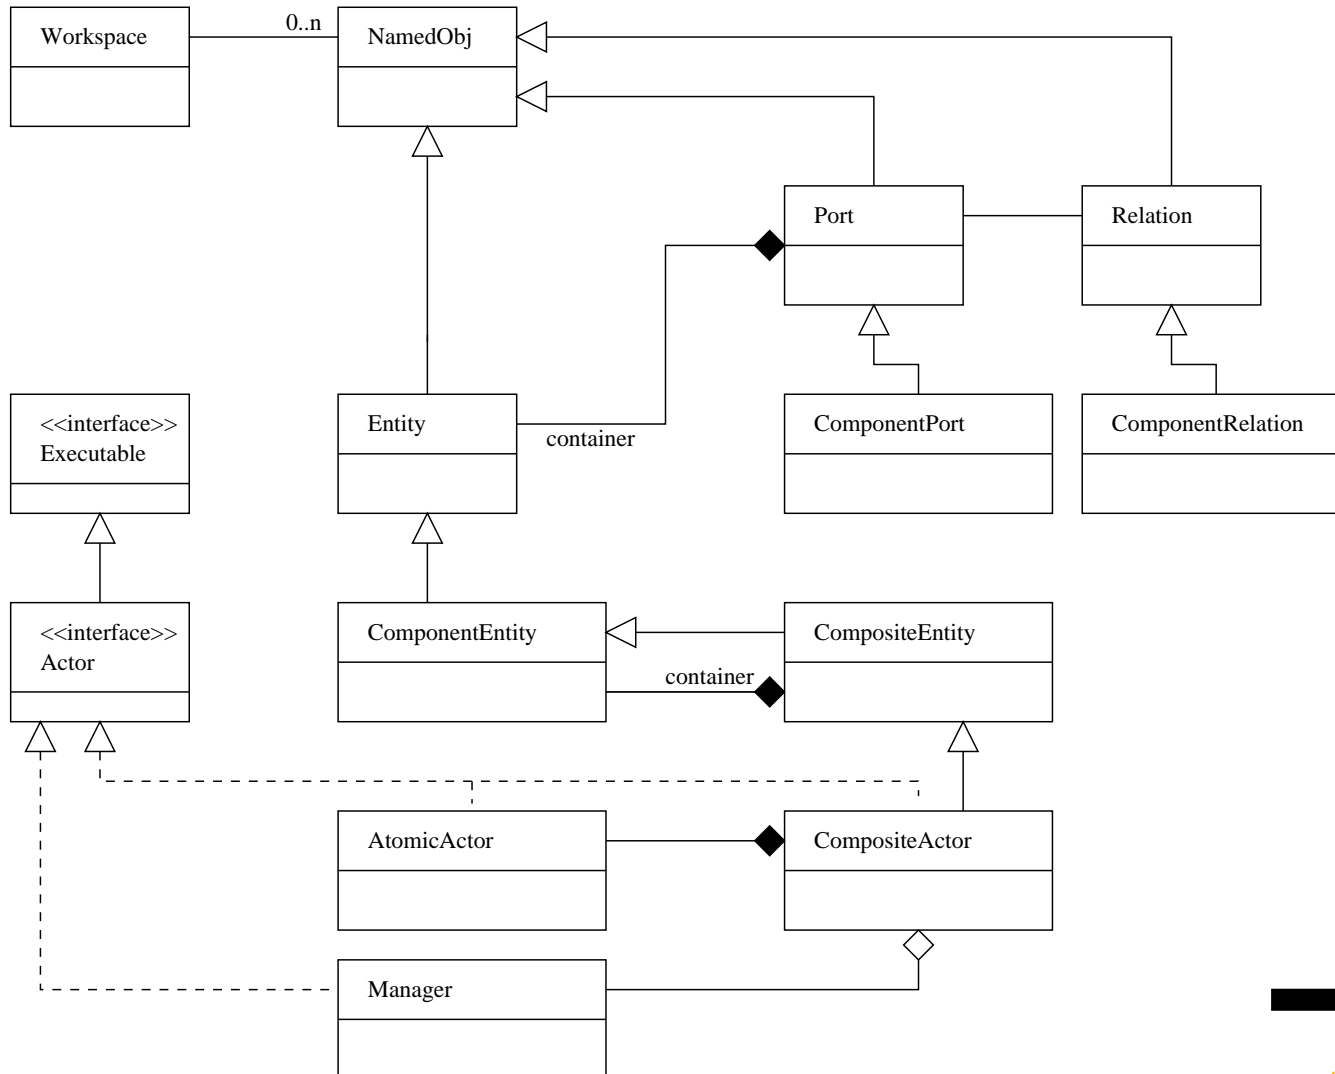 Workspace
0..n
NamedObj
Port
Relation
<<interface>>
Executable
Entity
container
ComponentPort
ComponentRelation
<<interface>>
Actor
ComponentEntity
container
CompositeEntity
AtomicActor
CompositeActor
Manager